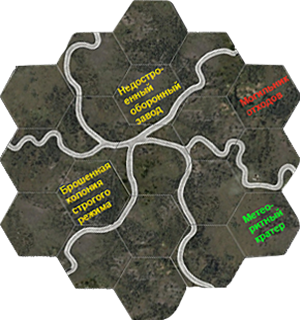 Недостро-
енный
оборонный
завод
Могильник
отходов
Брошенная
колония
строгого
режима
Метео-
ритный
кратер